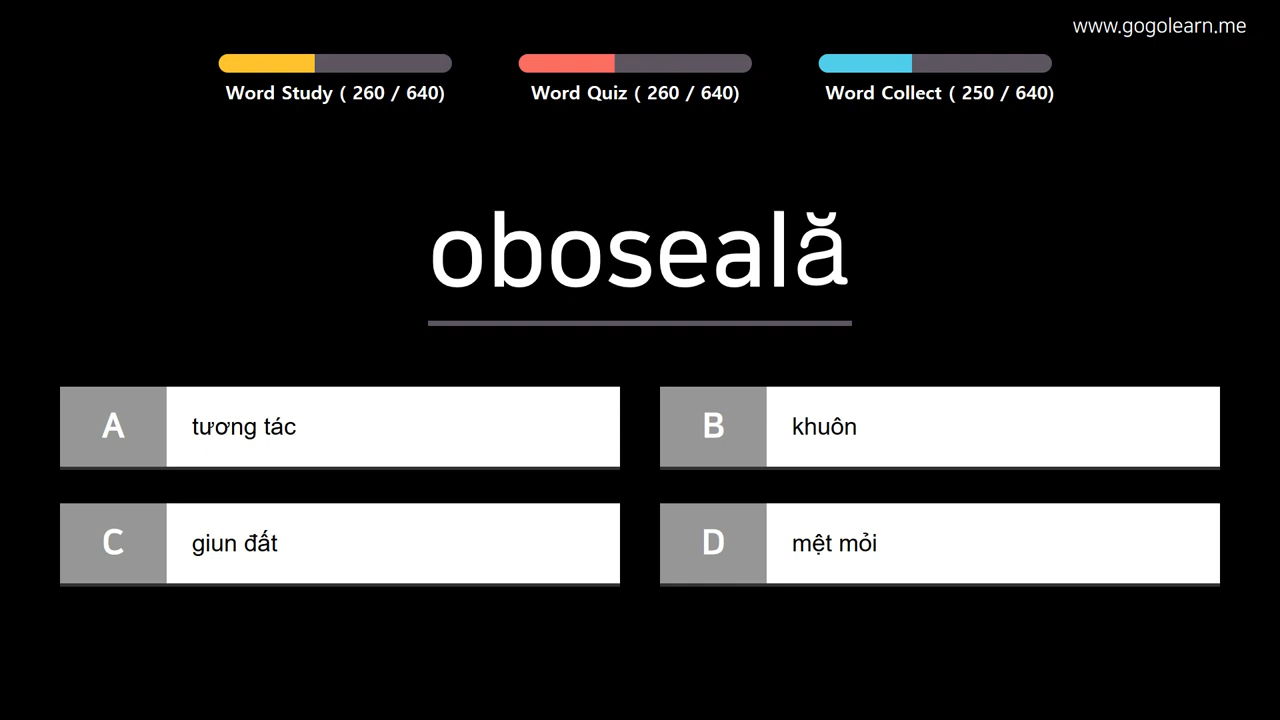 www.gogolearn.me
Word Study ( 260 / 640)
Word Quiz ( 260 / 640)
Word Collect ( 250 / 640)
oboseală
A tương tác
B khuôn
C giun đất
D mệt mỏi